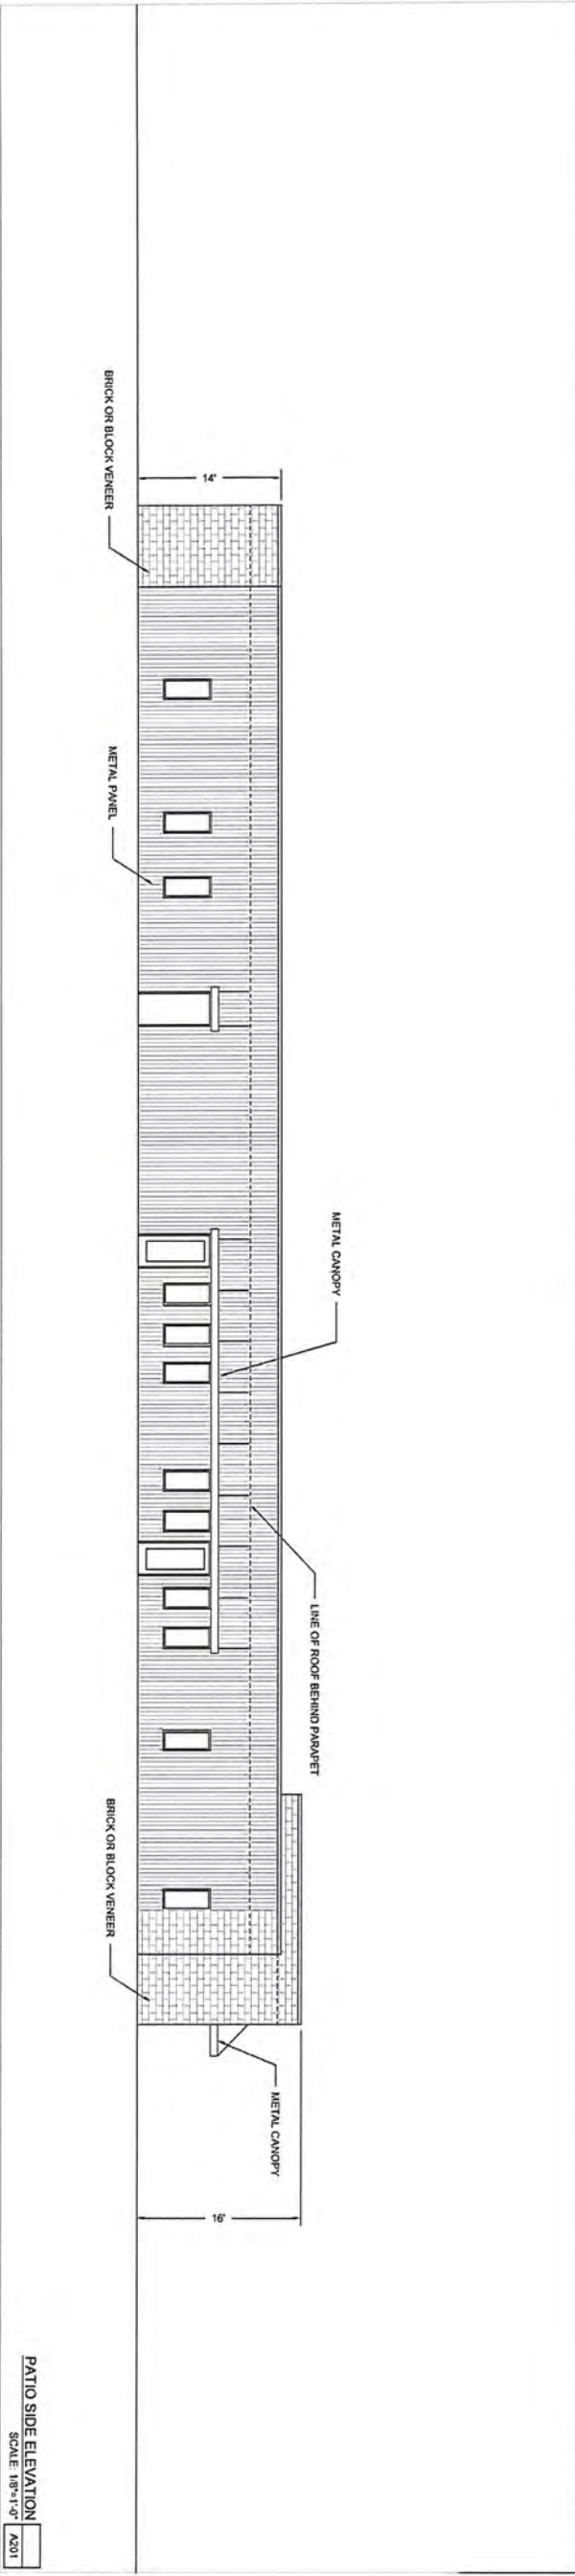 METAL CANOPY
LINE OF ROOF BEHIND PARAPET
14'
METAL CANOPY
16'
BRICK OR BLOCK VENEER
METAL PANEL
BRICK OR BLOCK VENEER
PATIO SIDE ELEVATION
SCALE: 1/8"=1'-0"
A201